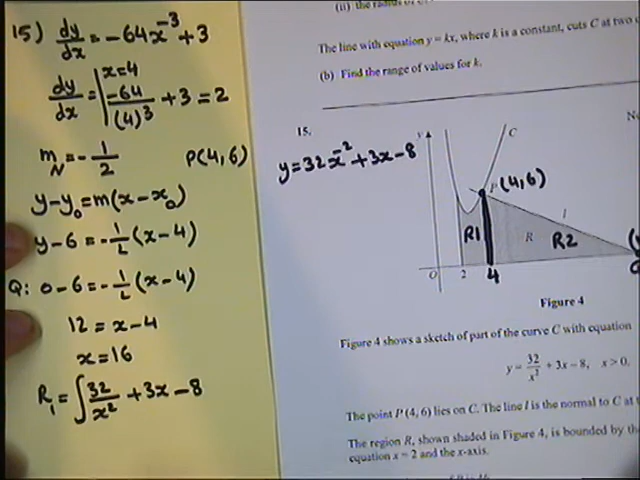 15) dy/dx = -64x⁻³ + 3
dy/dx = |x=4 -64/(4)³ + 3 = 2
m_N = -1/2 P(4,6)
y-y₀ = m(x-x₀)
y-6 = -1/2 (x-4)
Q: 0-6 = -1/2 (x-4)
12 = x-4
x = 16
R₁ = ∫ 32/x² + 3x - 8
(ii) the
The line with equation y = kx, where k is a constant, cuts C at two
(b) Find the range of values for k.
15.
y = 32x⁻² + 3x - 8
y
C
P (4,6)
l
R1
R
R2
O 2 4
Figure 4
Figure 4 shows a sketch of part of the curve C with equation
y = 32/x² + 3x - 8, x > 0.
The point P (4, 6) lies on C. The line l is the normal to C at
The region R, shown shaded in Figure 4, is bounded by the
equation x = 2 and the x-axis.